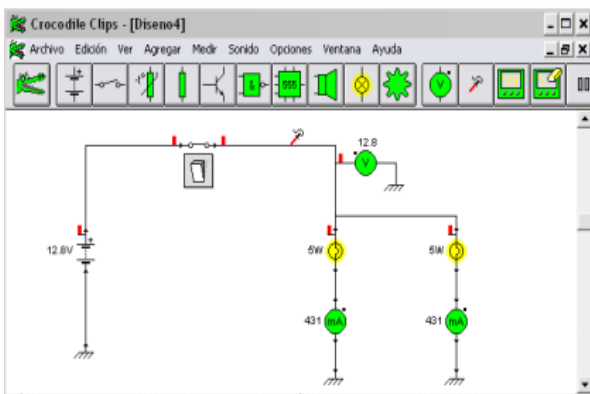 Crocodile Clips - [Diseno4]
Archivo Edición Ver Agregar Medir Sonido Opciones Ventana Ayuda
&
555
V
12.8
V
12.8V
5W
5W
431
mA
431
mA